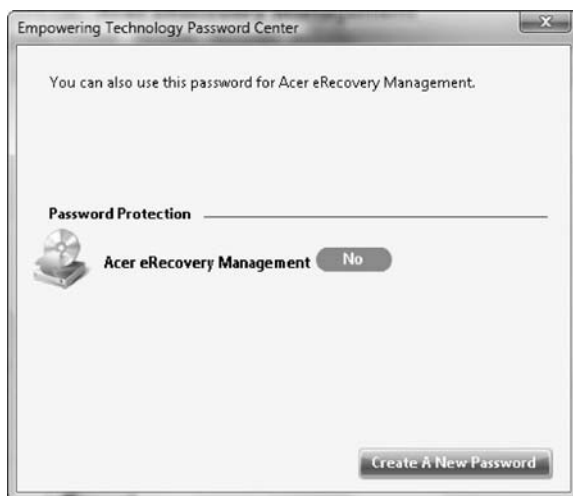 Empowering Technology Password Center
You can also use this password for Acer eRecovery Management.
Password Protection
Acer eRecovery Management No
Create A New Password